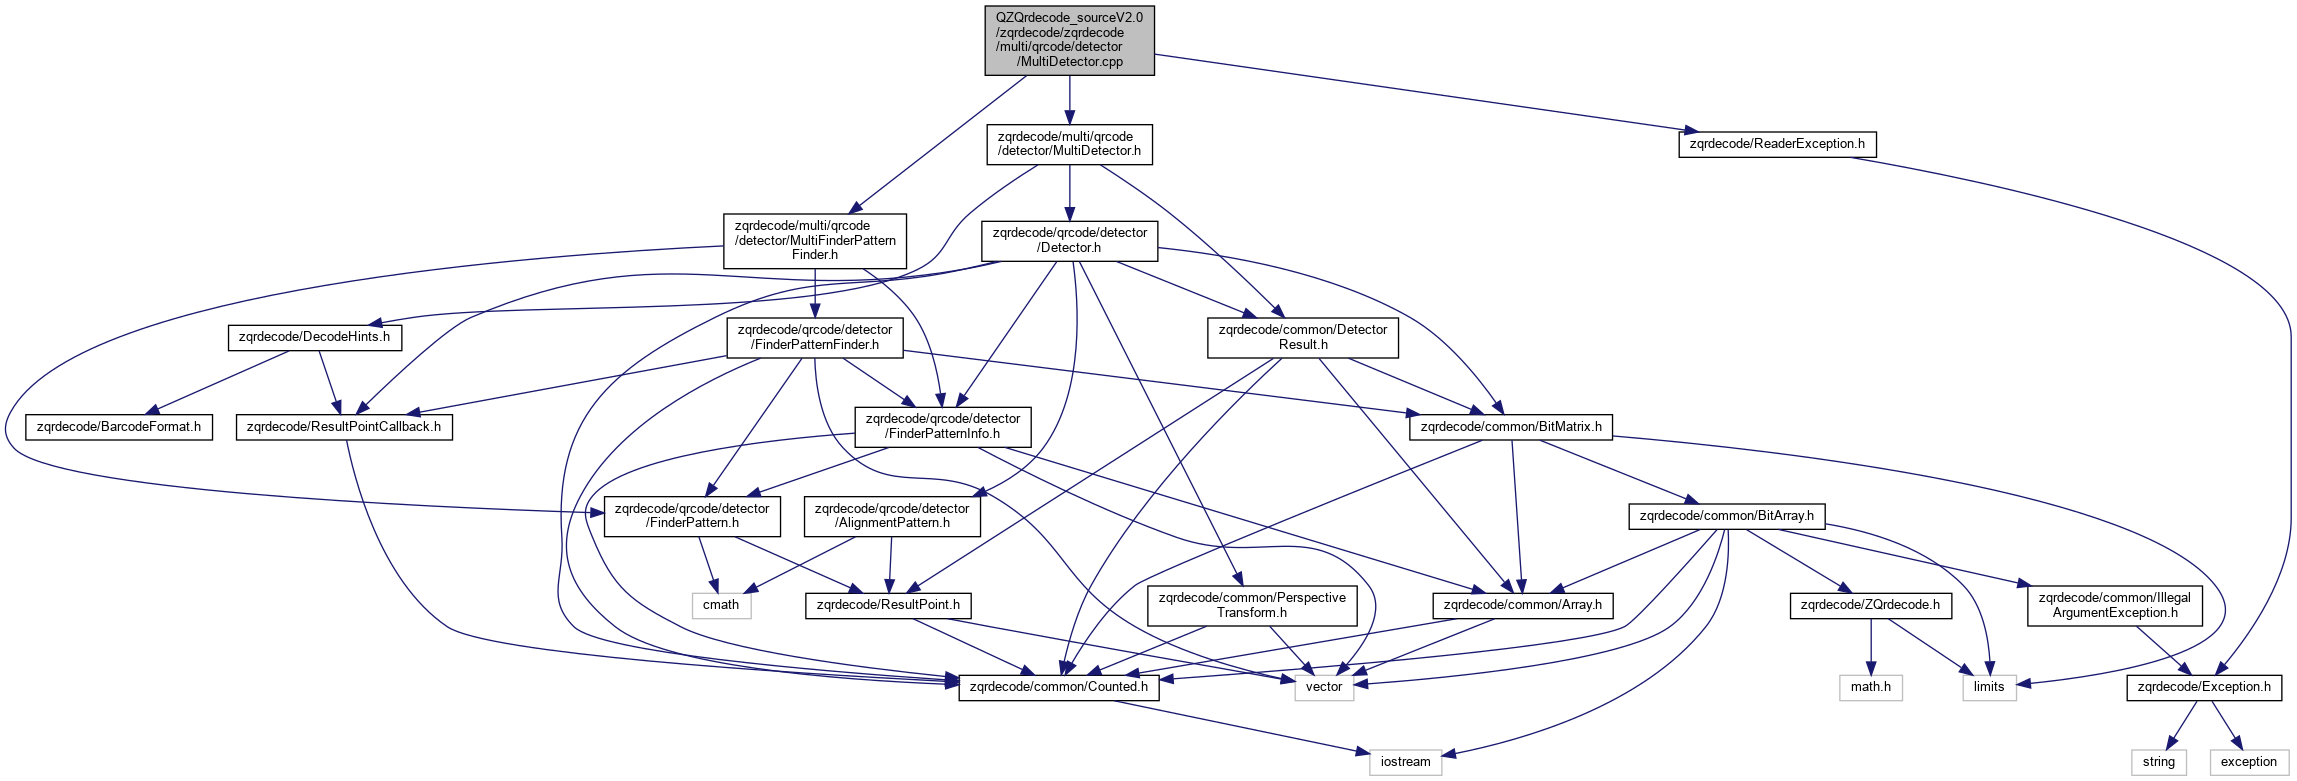 QZQrdecode_sourceV2.0
/zqrdecode/zqrdecode
/multi/qrcode/detector
/MultiDetector.cpp
zqrdecode/multi/qrcode
/detector/MultiDetector.h
zqrdecode/ReaderException.h
zqrdecode/multi/qrcode
/detector/MultiFinderPattern
Finder.h
zqrdecode/qrcode/detector
/Detector.h
zqrdecode/DecodeHints.h
zqrdecode/qrcode/detector
/FinderPatternFinder.h
zqrdecode/common/Detector
Result.h
zqrdecode/BarcodeFormat.h
zqrdecode/ResultPointCallback.h
zqrdecode/qrcode/detector
/FinderPatternInfo.h
zqrdecode/common/BitMatrix.h
zqrdecode/qrcode/detector
/FinderPattern.h
zqrdecode/qrcode/detector
/AlignmentPattern.h
zqrdecode/common/BitArray.h
cmath
zqrdecode/ResultPoint.h
zqrdecode/common/Perspective
Transform.h
zqrdecode/common/Array.h
zqrdecode/ZQrdecode.h
zqrdecode/common/Illegal
ArgumentException.h
zqrdecode/common/Counted.h
vector
math.h
limits
zqrdecode/Exception.h
iostream
string
exception